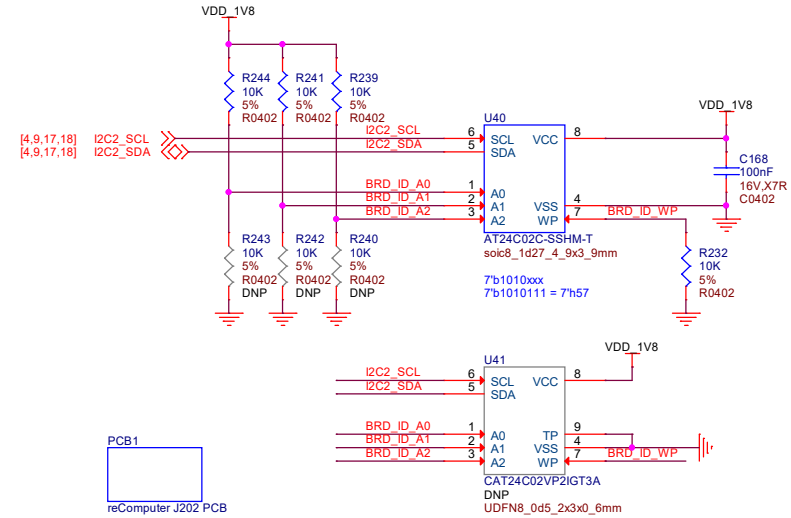 VDD_1V8
R244
10K
5%
R0402
R241
10K
5%
R0402
R239
10K
5%
R0402
[4,9,17,18] I2C2_SCL
[4,9,17,18] I2C2_SDA
I2C2_SCL
I2C2_SDA
BRD_ID_A0
BRD_ID_A1
BRD_ID_A2
6
5
1
2
3
U40
SCL
SDA
A0
A1
A2
VCC
VSS
WP
8
4
7
BRD_ID_WP
AT24C02C-SSHM-T
soic8_1d27_4_9x3_9mm
7'b1010xxx
7'b1010111 = 7'h57
VDD_1V8
C168
100nF
16V,X7R
C0402
R243
10K
5%
R0402
DNP
R242
10K
5%
R0402
DNP
R240
10K
5%
R0402
DNP
R232
10K
5%
R0402
VDD_1V8
I2C2_SCL
I2C2_SDA
BRD_ID_A0
BRD_ID_A1
BRD_ID_A2
6
5
1
2
3
U41
SCL
SDA
A0
A1
A2
VCC
TP
VSS
WP
8
9
4
7
BRD_ID_WP
CAT24C02VP2IGT3A
DNP
UDFN8_0d5_2x3x0_6mm
PCB1
reComputer J202 PCB